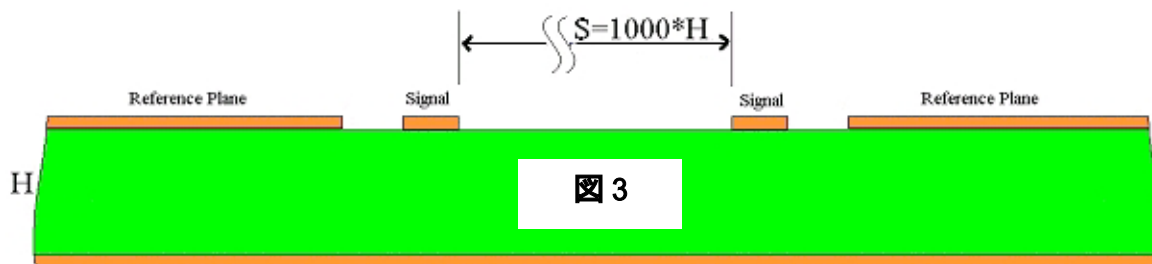 S=1000*H
Reference Plane
Signal
Signal
Reference Plane
H
図 3